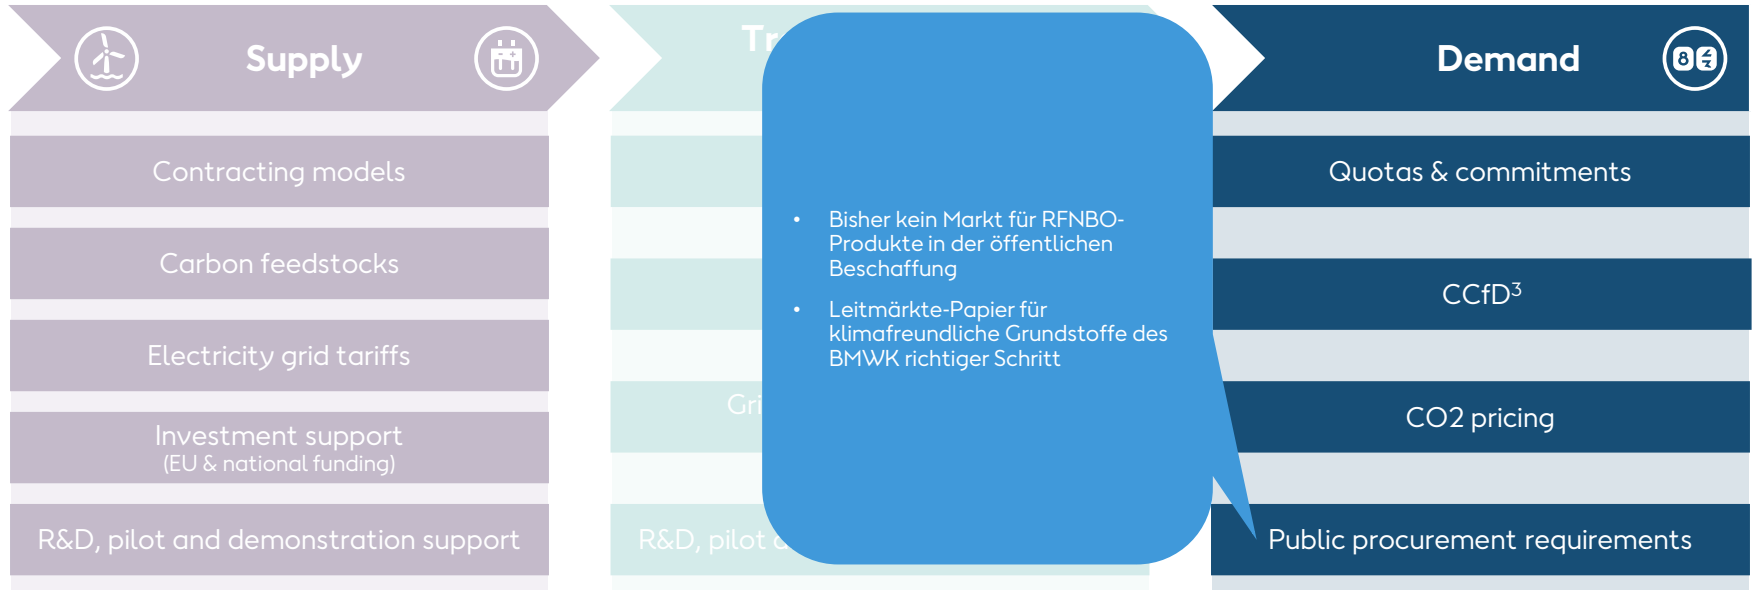 Supply
Contracting models
Carbon feedstocks
Electricity grid tariffs
Investment support
(EU & national funding)
R&D, pilot and demonstration support
R&D, pilot
• Bisher kein Markt für RFNBO-
Produkte in der öffentlichen
Beschaffung
• Leitmärkte-Papier für
klimafreundliche Grundstoffe des
BMWK richtiger Schritt
Demand
Quotas & commitments
CCfD³
CO2 pricing
Public procurement requirements